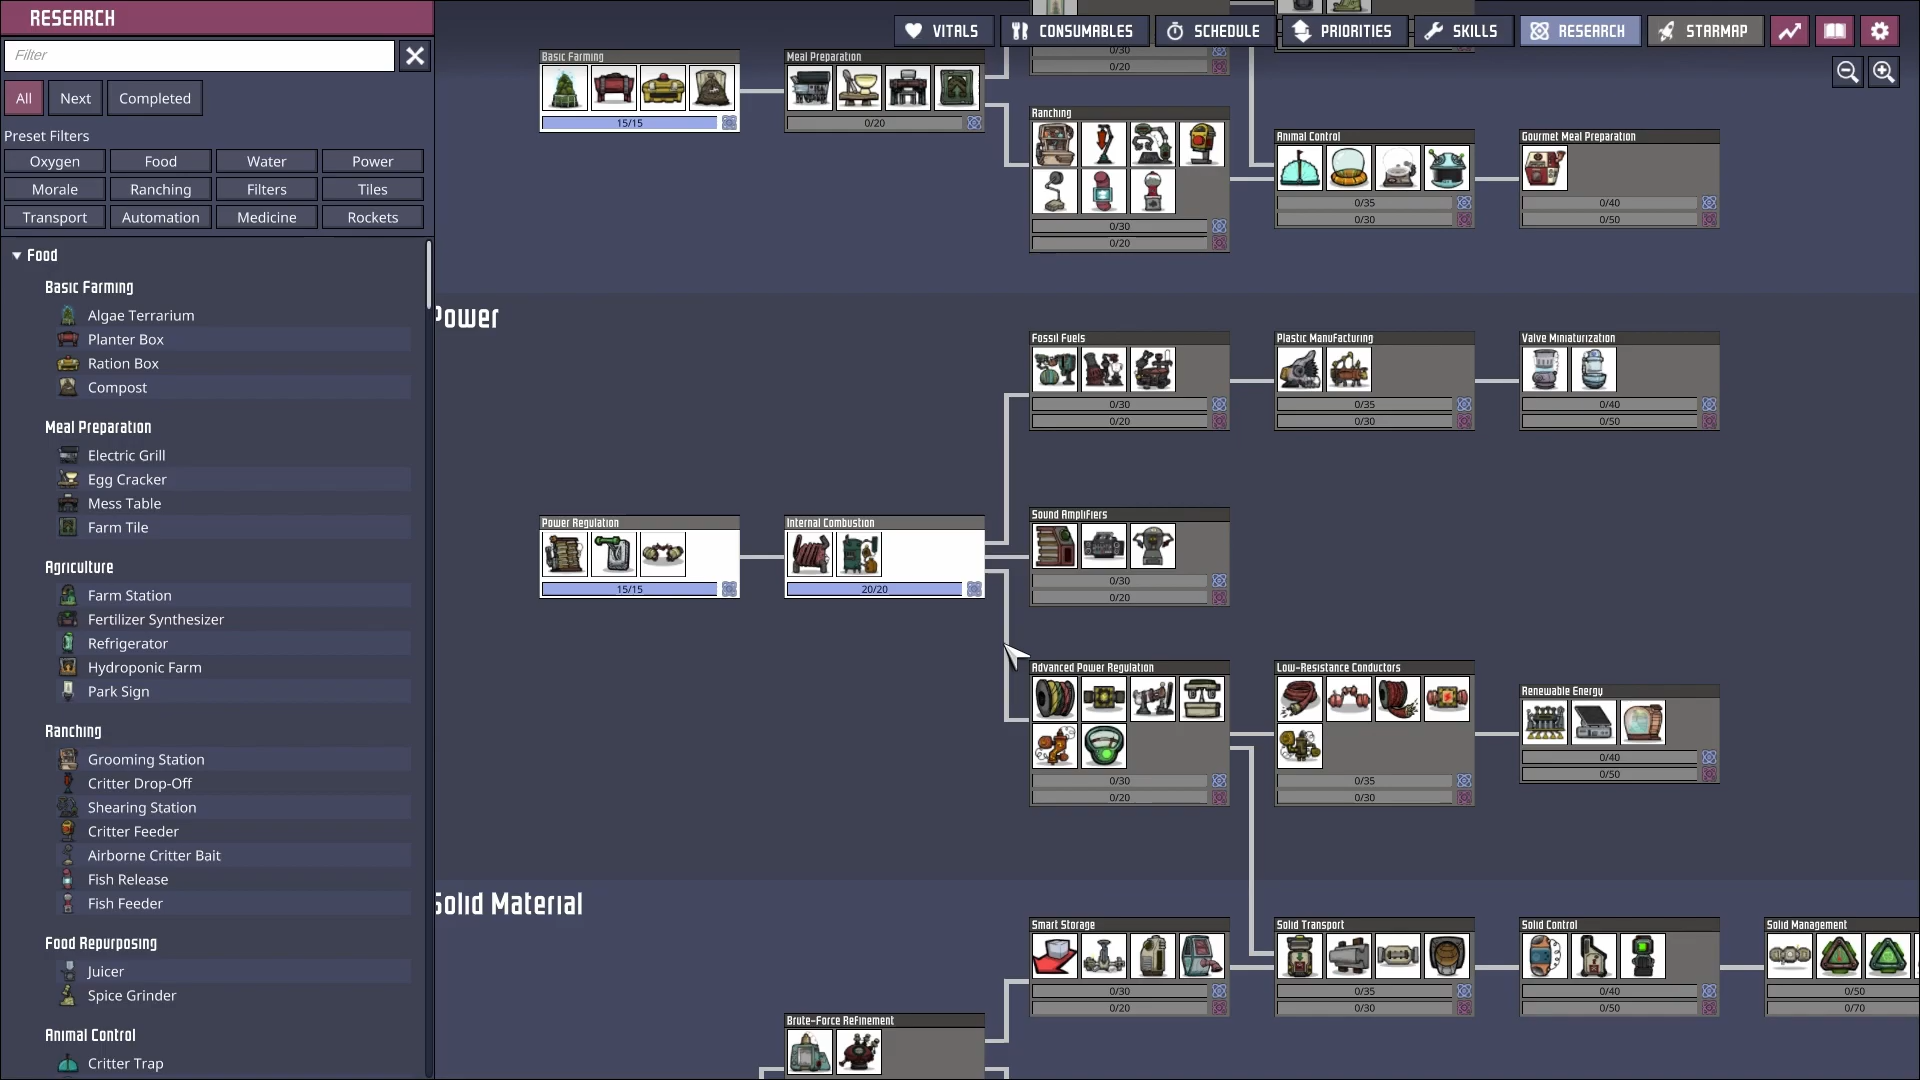 RESEARCH
Filter
All
Next
Completed
Preset Filters
Oxygen
Food
Water
Power
Morale
Ranching
Filters
Tiles
Transport
Automation
Medicine
Rockets
Food
Basic Farming
Algae Terrarium
Planter Box
Ration Box
Compost
Meal Preparation
Electric Grill
Egg Cracker
Mess Table
Farm Tile
Agriculture
Farm Station
Fertilizer Synthesizer
Refrigerator
Hydroponic Farm
Park Sign
Ranching
Grooming Station
Critter Drop-Off
Shearing Station
Critter Feeder
Airborne Critter Bait
Fish Release
Fish Feeder
Food Repurposing
Juicer
Spice Grinder
Animal Control
Critter Trap
VITALS
CONSUMABLES
SCHEDULE
PRIORITIES
SKILLS
RESEARCH
STARMAP
Basic Farming
15/15
Meal Preparation
0/20
0/30
0/20
Ranching
0/30
0/20
Animal Control
0/35
0/30
Gourmet Meal Preparation
0/40
0/50
Power
Fossil Fuels
0/30
0/20
Plastic Manufacturing
0/35
0/30
Valve Miniaturization
0/40
0/50
Power Regulation
15/15
Internal Combustion
20/20
Sound Amplifiers
0/30
0/20
Advanced Power Regulation
0/30
0/20
Low-Resistance Conductors
0/35
0/30
Renewable Energy
0/40
0/50
Solid Material
Smart Storage
0/30
0/20
Solid Transport
0/35
0/30
Solid Control
0/40
0/50
Solid Management
0/50
0/70
Brute-Force Refinement